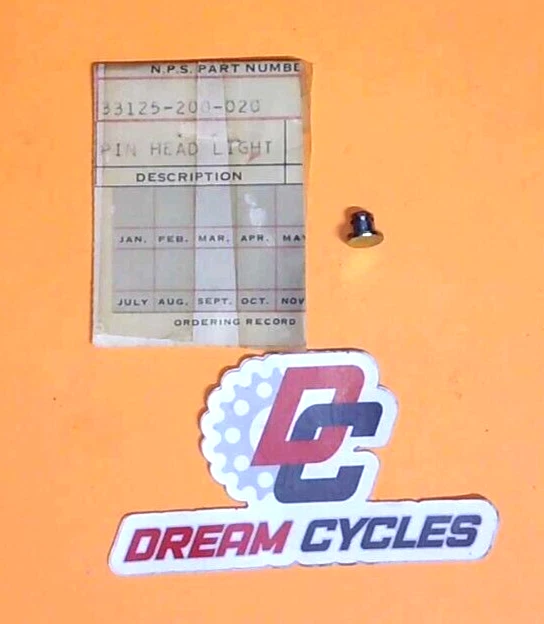 N.P.S. PART NUMBE
33125-200-020
PIN HEAD LIGHT
DESCRIPTION
JAN. FEB. MAR. APR. MA
JULY AUG. SEPT. OCT. NOV
ORDERING RECORD
DC
DREAM CYCLES